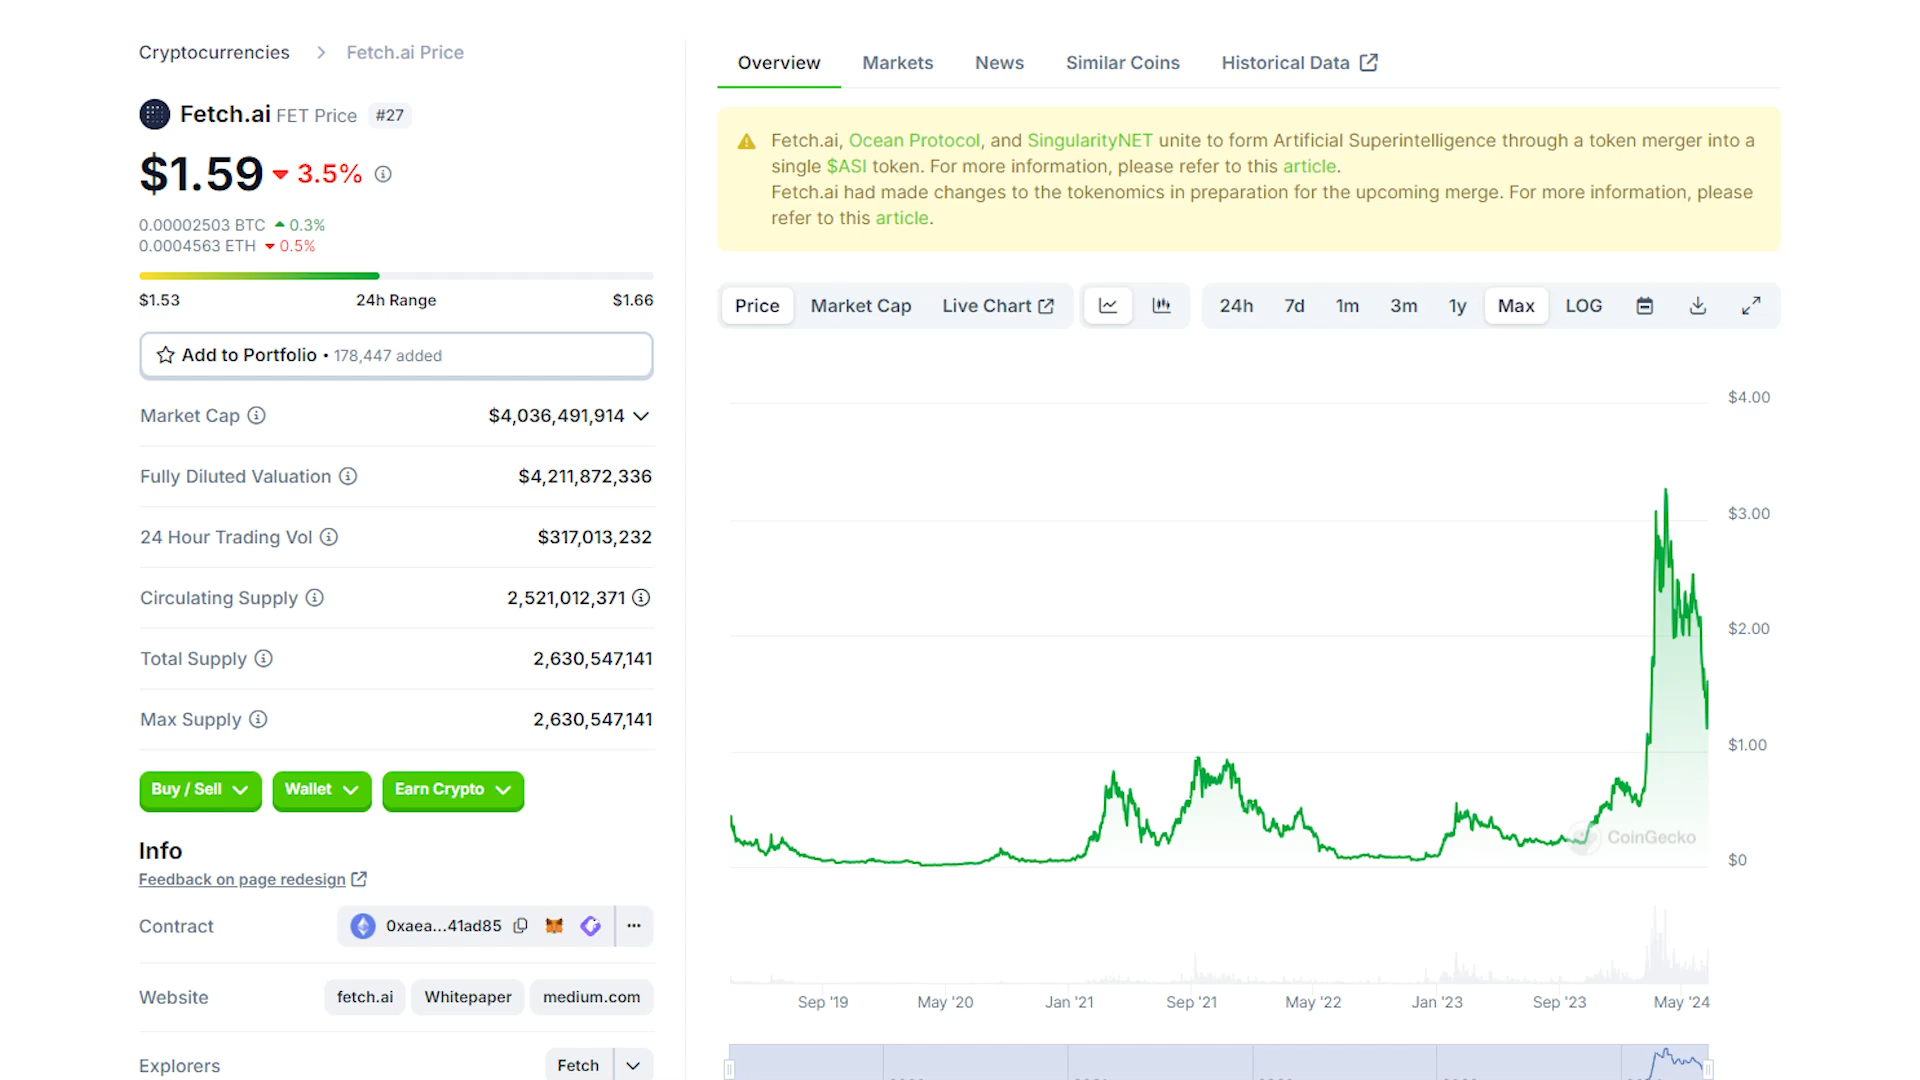 Cryptocurrencies > Fetch.ai Price
Fetch.ai FET Price #27
$1.59 3.5%
0.00002503 BTC 0.3%
0.0004563 ETH 0.5%
$1.53 24h Range $1.66
Add to Portfolio • 178,447 added
Market Cap $4,036,491,914
Fully Diluted Valuation $4,211,872,336
24 Hour Trading Vol $317,013,232
Circulating Supply 2,521,012,371
Total Supply 2,630,547,141
Max Supply 2,630,547,141
Buy / Sell Wallet Earn Crypto
Info
Feedback on page redesign
Contract 0xaea...41ad85
Website fetch.ai Whitepaper medium.com
Explorers Fetch
Overview Markets News Similar Coins Historical Data
Fetch.ai, Ocean Protocol, and SingularityNET unite to form Artificial Superintelligence through a token merger into a
single $ASI token. For more information, please refer to this article.
Fetch.ai had made changes to the tokenomics in preparation for the upcoming merge. For more information, please
refer to this article.
Price Market Cap Live Chart 24h 7d 1m 3m 1y Max LOG
$4.00
$3.00
$2.00
$1.00
$0
CoinGecko
Sep '19 May '20 Jan '21 Sep '21 May '22 Jan '23 Sep '23 May '24